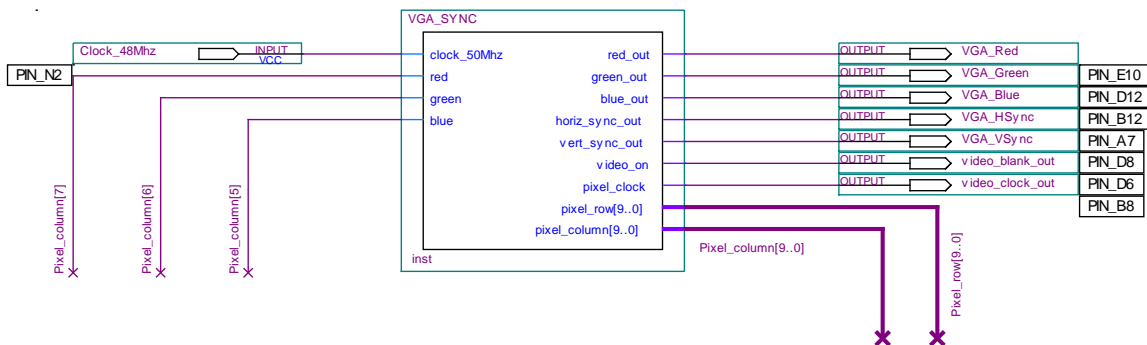 VGA_SYNC
Clock_48Mhz
INPUT
VCC
PIN_N2
clock_50Mhz
red
green
blue
red_out
green_out
blue_out
horiz_sync_out
vert_sync_out
video_on
pixel_clock
pixel_row[9..0]
pixel_column[9..0]
inst
OUTPUT VGA_Red
OUTPUT VGA_Green
OUTPUT VGA_Blue
OUTPUT VGA_HSync
OUTPUT VGA_VSync
OUTPUT video_blank_out
OUTPUT video_clock_out
PIN_E10
PIN_D12
PIN_B12
PIN_A7
PIN_D8
PIN_D6
PIN_B8
Pixel_column[7]
Pixel_column[6]
Pixel_column[5]
Pixel_column[9..0]
Pixel_row[9..0]